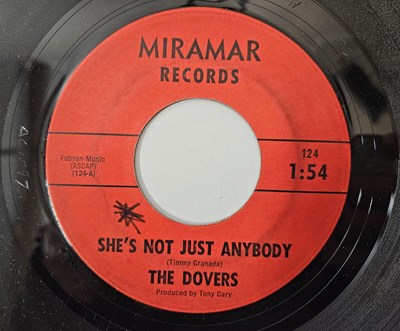 MIRAMAR
RECORDS
Fabyan Music
(ASCAP)
(124-A)
124
1:54
SHE'S NOT JUST ANYBODY
(Timmy Granada)
THE DOVERS
Produced by Tony Cary